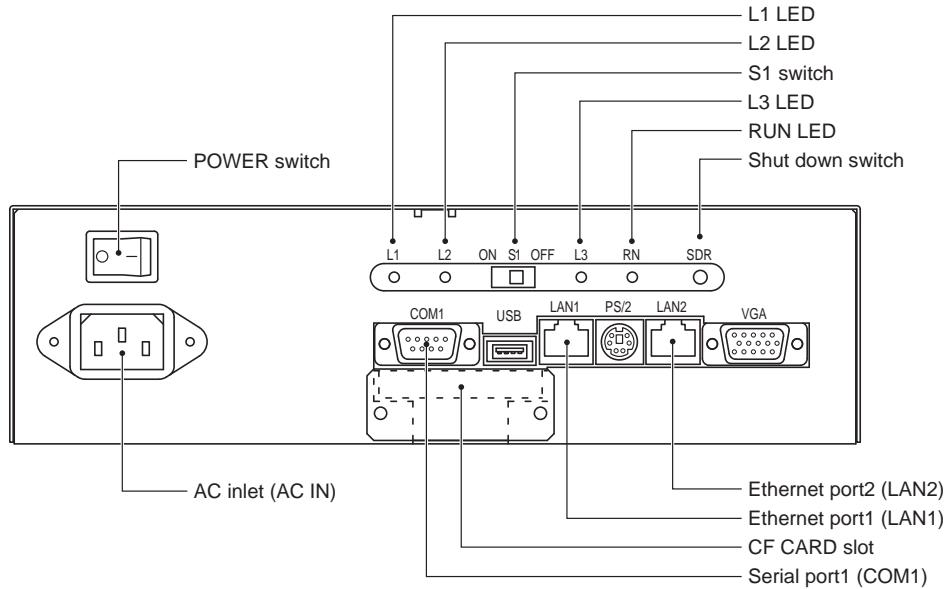 L1 LED
L2 LED
S1 switch
L3 LED
RUN LED
POWER switch
Shut down switch
L1 L2 ON S1 OFF L3 RN SDR
COM1 USB LAN1 PS/2 LAN2 VGA
AC inlet (AC IN)
Ethernet port2 (LAN2)
Ethernet port1 (LAN1)
CF CARD slot
Serial port1 (COM1)